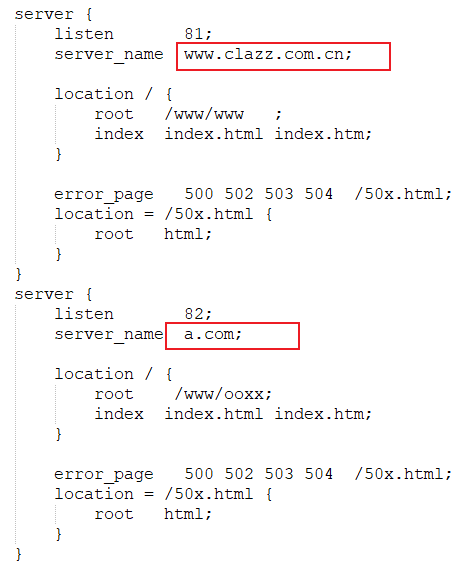 server {
    listen       81;
    server_name  www.clazz.com.cn;

    location / {
        root   /www/www   ;
        index  index.html index.htm;
    }

    error_page   500 502 503 504  /50x.html;
    location = /50x.html {
        root   html;
    }
}
server {
    listen       82;
    server_name  a.com;

    location / {
        root    /www/ooxx;
        index  index.html index.htm;
    }

    error_page   500 502 503 504  /50x.html;
    location = /50x.html {
        root   html;
    }
}